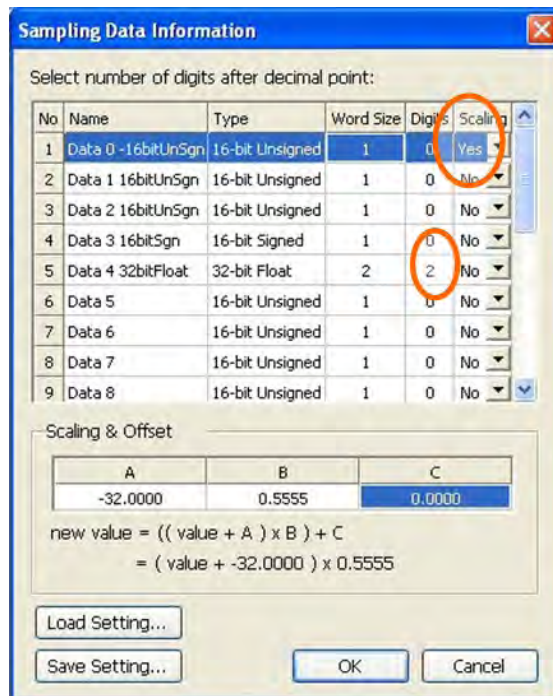 Sampling Data Information
Select number of digits after decimal point:
No Name Type Word Size Digits Scaling
1 Data 0 -16bitUnSgn 16-bit Unsigned 1 0 Yes
2 Data 1 16bitUnSgn 16-bit Unsigned 1 0 No
3 Data 2 16bitUnSgn 16-bit Unsigned 1 0 No
4 Data 3 16bitSgn 16-bit Signed 1 0 No
5 Data 4 32bitFloat 32-bit Float 2 2 No
6 Data 5 16-bit Unsigned 1 0 No
7 Data 6 16-bit Unsigned 1 0 No
8 Data 7 16-bit Unsigned 1 0 No
9 Data 8 16-bit Unsigned 1 0 No
Scaling & Offset
A B C
-32.0000 0.5555 0.0000
new value = (( value + A ) x B ) + C
= ( value + -32.0000 ) x 0.5555
Load Setting...
Save Setting... OK Cancel